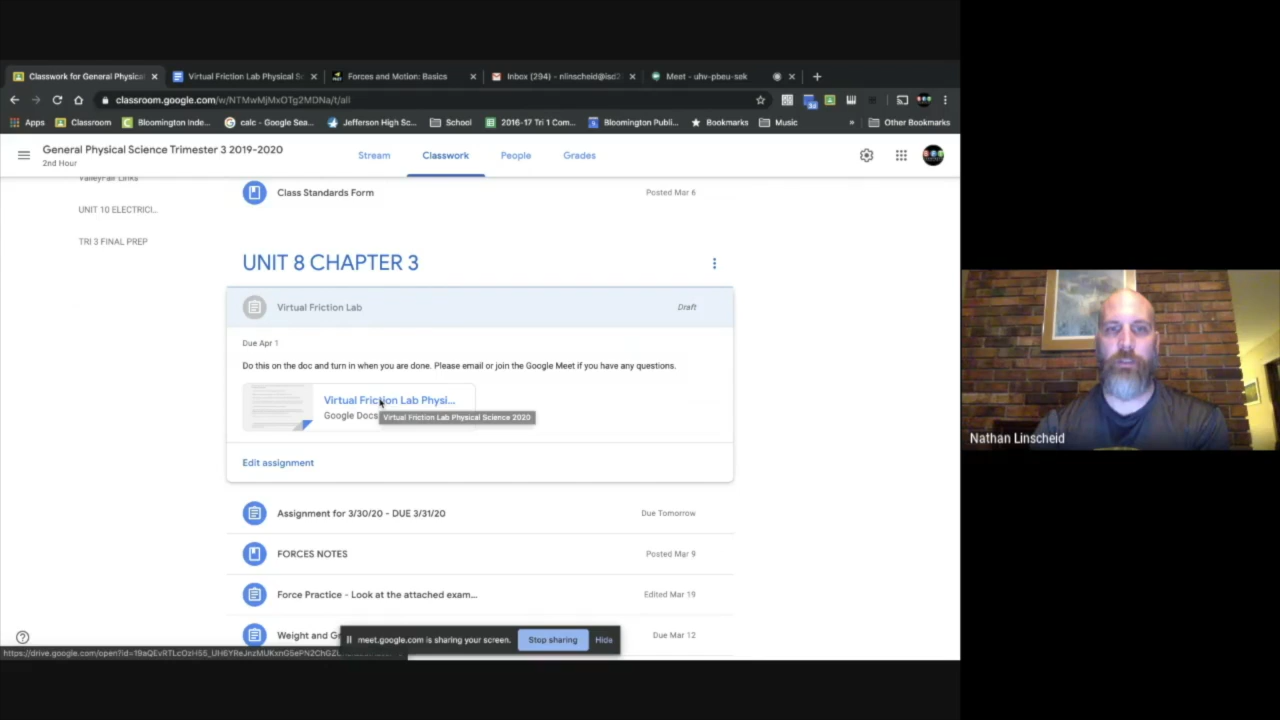 Classwork for General Physical
Virtual Friction Lab Physical Sc
Forces and Motion: Basics
Inbox (294) - nlinscheid@isd2
Meet - uhv-pbeu-sek
classroom.google.com/w/NTMwMjMxOTg2MDNa/t/all
Apps
Classroom
Bloomington Inde...
calc - Google Sea...
Jefferson High Sc...
School
2016-17 Tri 1 Com...
Bloomington Publi...
Bookmarks
Music
»
Other Bookmarks
General Physical Science Trimester 3 2019-2020
2nd Hour
Stream
Classwork
People
Grades
ValleyFair Links
UNIT 10 ELECTRICI...
TRI 3 FINAL PREP
Class Standards Form
Posted Mar 6
UNIT 8 CHAPTER 3
Virtual Friction Lab
Draft
Due Apr 1
Do this on the doc and turn in when you are done. Please email or join the Google Meet if you have any questions.
Virtual Friction Lab Physi...
Google Docs
Virtual Friction Lab Physical Science 2020
Edit assignment
Assignment for 3/30/20 - DUE 3/31/20
Due Tomorrow
FORCES NOTES
Posted Mar 9
Force Practice - Look at the attached exam...
Edited Mar 19
Weight and Gr
Due Mar 12
meet.google.com is sharing your screen.
Stop sharing
Hide
Nathan Linscheid